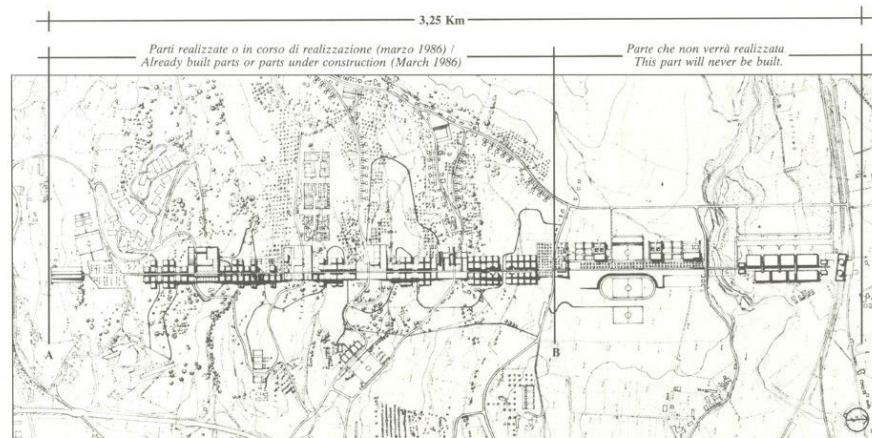 3,25 Km
Parti realizzate o in corso di realizzazione (marzo 1986) /
Already built parts or parts under construction (March 1986)
Parte che non verrà realizzata
This part will never be built.
A
B